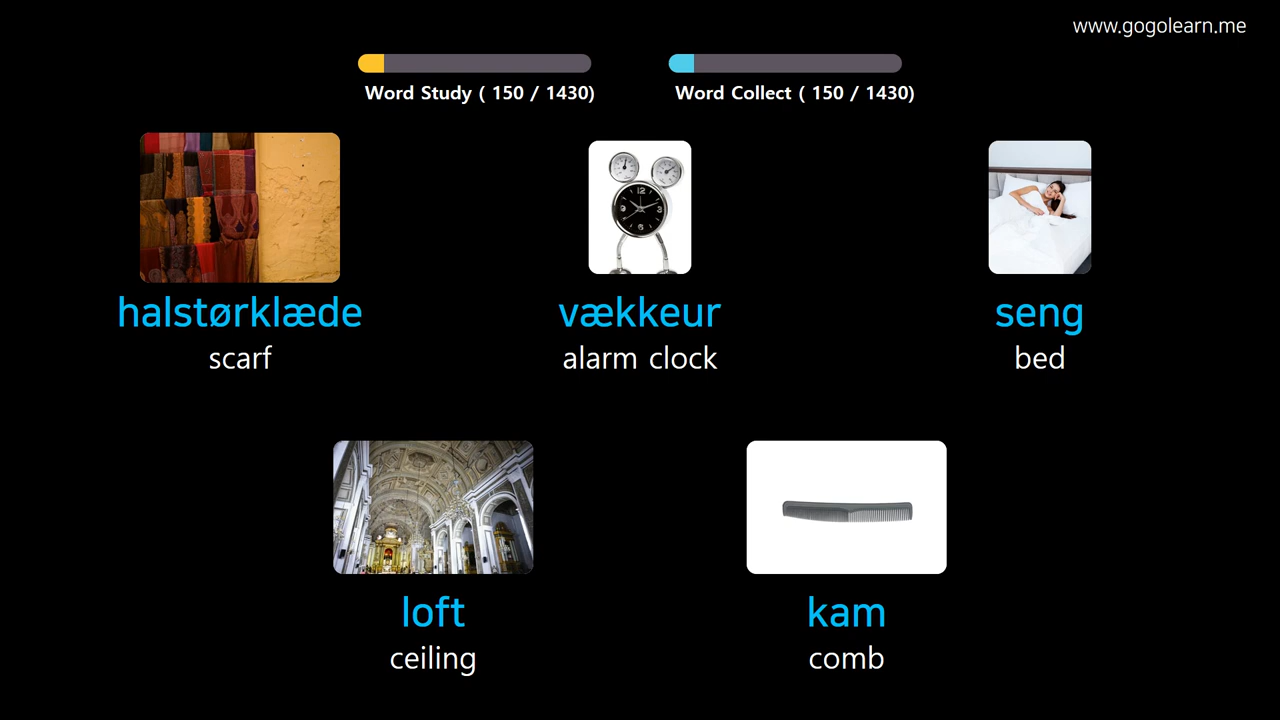 www.gogolearn.me
Word Study ( 150 / 1430)
Word Collect ( 150 / 1430)
halstørklæde
scarf
vækkeur
alarm clock
seng
bed
loft
ceiling
kam
comb